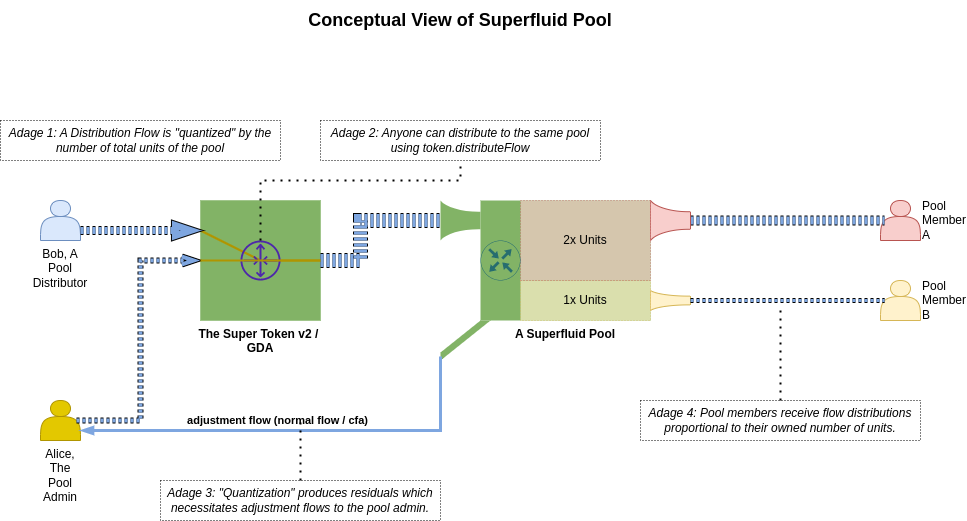 Conceptual View of Superfluid Pool
Adage 1: A Distribution Flow is "quantized" by the
number of total units of the pool
Adage 2: Anyone can distribute to the same pool
using token.distributeFlow
Bob, A
Pool
Distributor
The Super Token v2 /
GDA
2x Units
1x Units
A Superfluid Pool
Pool
Member
A
Pool
Member
B
Alice,
The
Pool
Admin
adjustment flow (normal flow / cfa)
Adage 3: "Quantization" produces residuals which
necessitates adjustment flows to the pool admin.
Adage 4: Pool members receive flow distributions
proportional to their owned number of units.